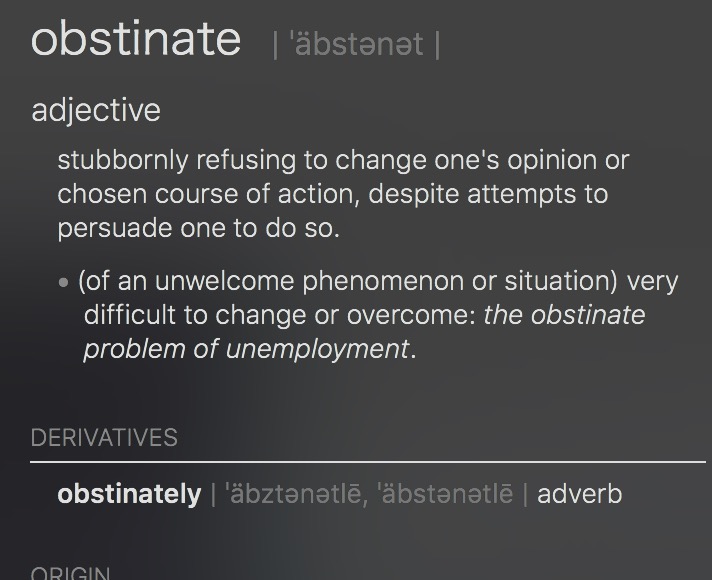 obstinate | ˈäbstənət |
adjective
stubbornly refusing to change one's opinion or
chosen course of action, despite attempts to
persuade one to do so.
• (of an unwelcome phenomenon or situation) very
difficult to change or overcome: the obstinate
problem of unemployment.
DERIVATIVES
obstinately | ˈäbztənətlē, ˈäbstənətlē | adverb
ORIGIN